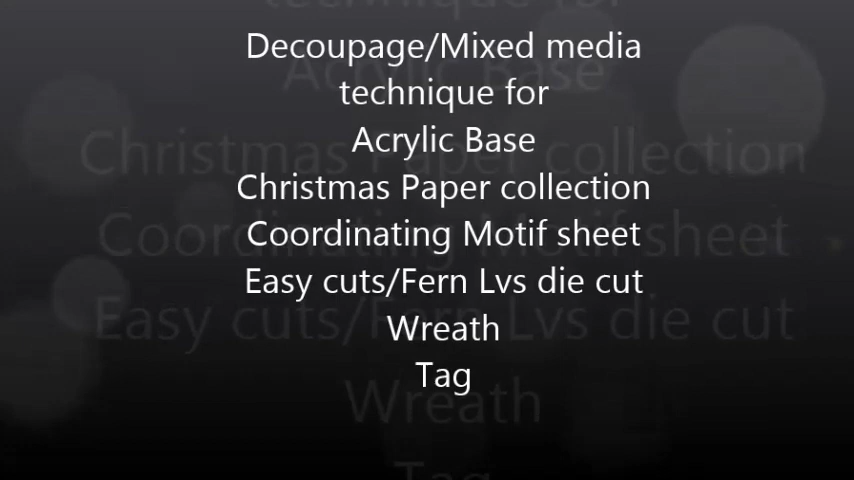 Decoupage/Mixed media
technique for
Acrylic Base
Christmas Paper collection
Coordinating Motif sheet
Easy cuts/Fern Lvs die cut
Wreath
Tag